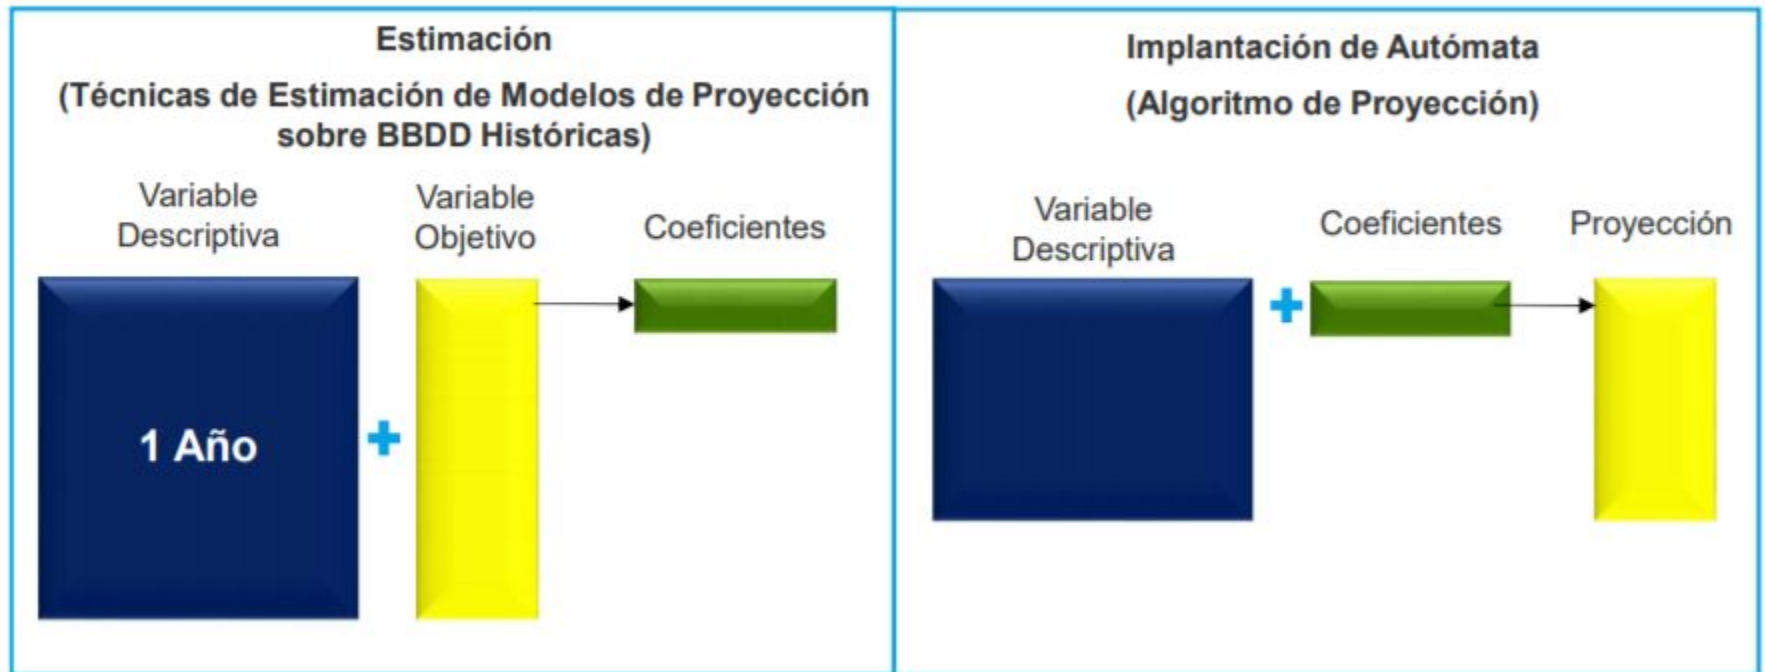 Estimación
(Técnicas de Estimación de Modelos de Proyección
sobre BBDD Históricas)
Variable
Descriptiva
Variable
Objetivo
Coeficientes
1 Año
Implantación de Autómata
(Algoritmo de Proyección)
Variable
Descriptiva
Coeficientes
Proyección